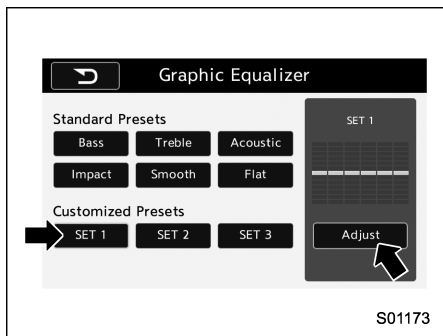 Graphic Equalizer
Standard Presets
Bass Treble Acoustic
Impact Smooth Flat
Customized Presets
SET 1 SET 2 SET 3
SET 1
Adjust
S01173